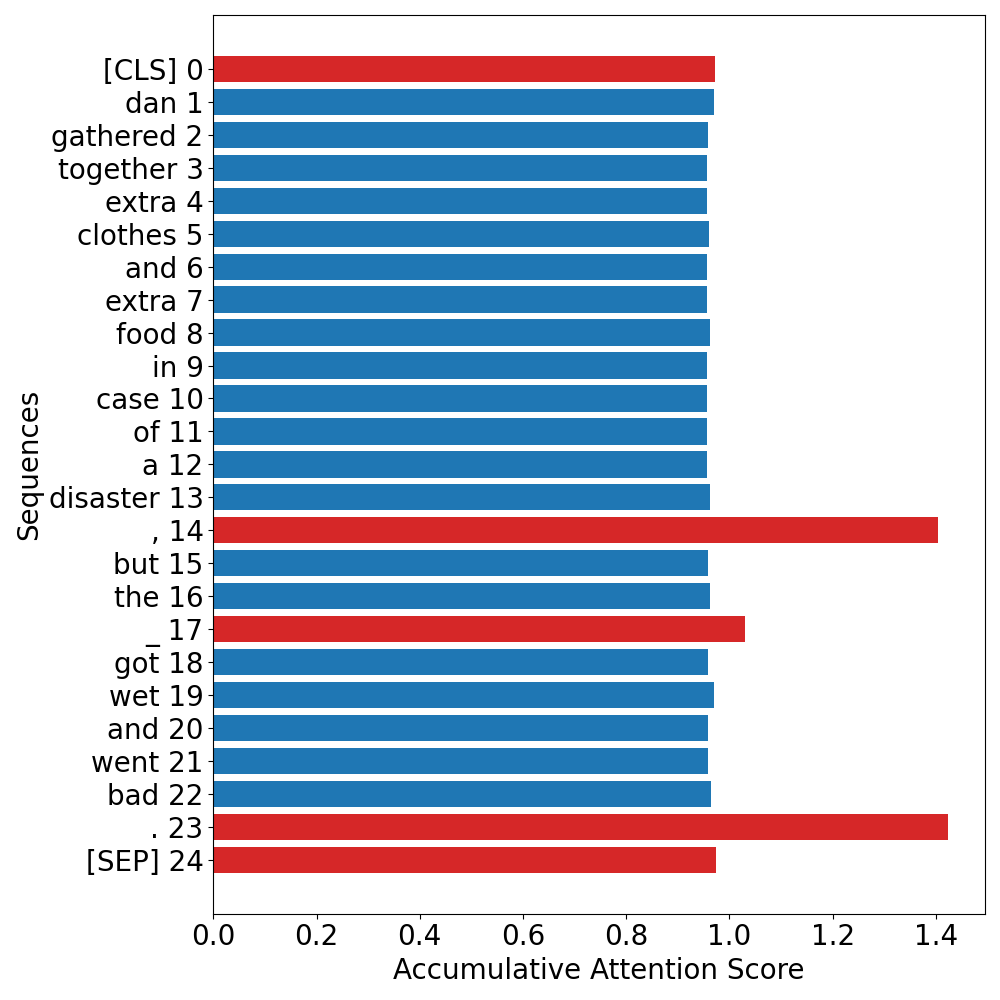 [CLS] 0
dan 1
gathered 2
together 3
extra 4
clothes 5
and 6
extra 7
food 8
in 9
case 10
of 11
a 12
disaster 13
, 14
but 15
the 16
_ 17
got 18
wet 19
and 20
went 21
bad 22
. 23
[SEP] 24
Sequences
0.0 0.2 0.4 0.6 0.8 1.0 1.2 1.4
Accumulative Attention Score